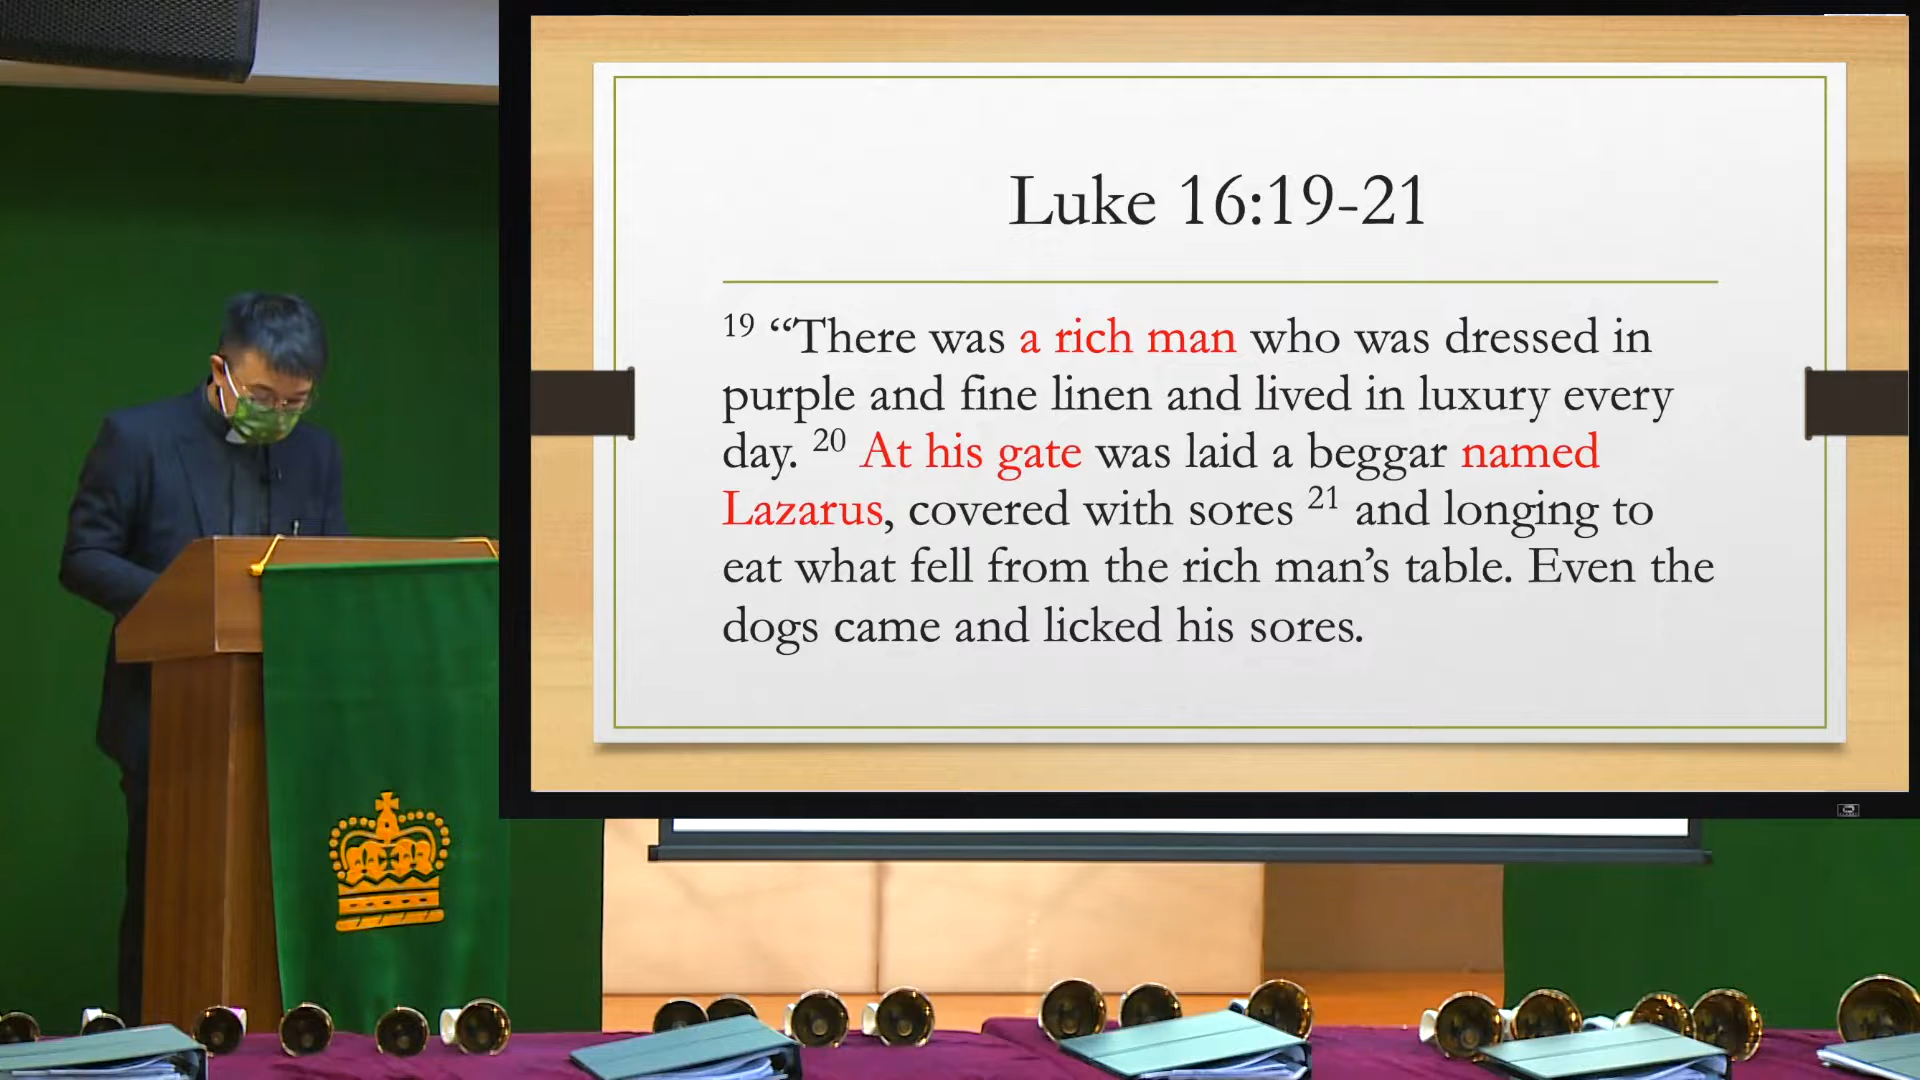 Luke 16:19-21
19 “There was a rich man who was dressed in
purple and fine linen and lived in luxury every
day. 20 At his gate was laid a beggar named
Lazarus, covered with sores 21 and longing to
eat what fell from the rich man’s table. Even the
dogs came and licked his sores.